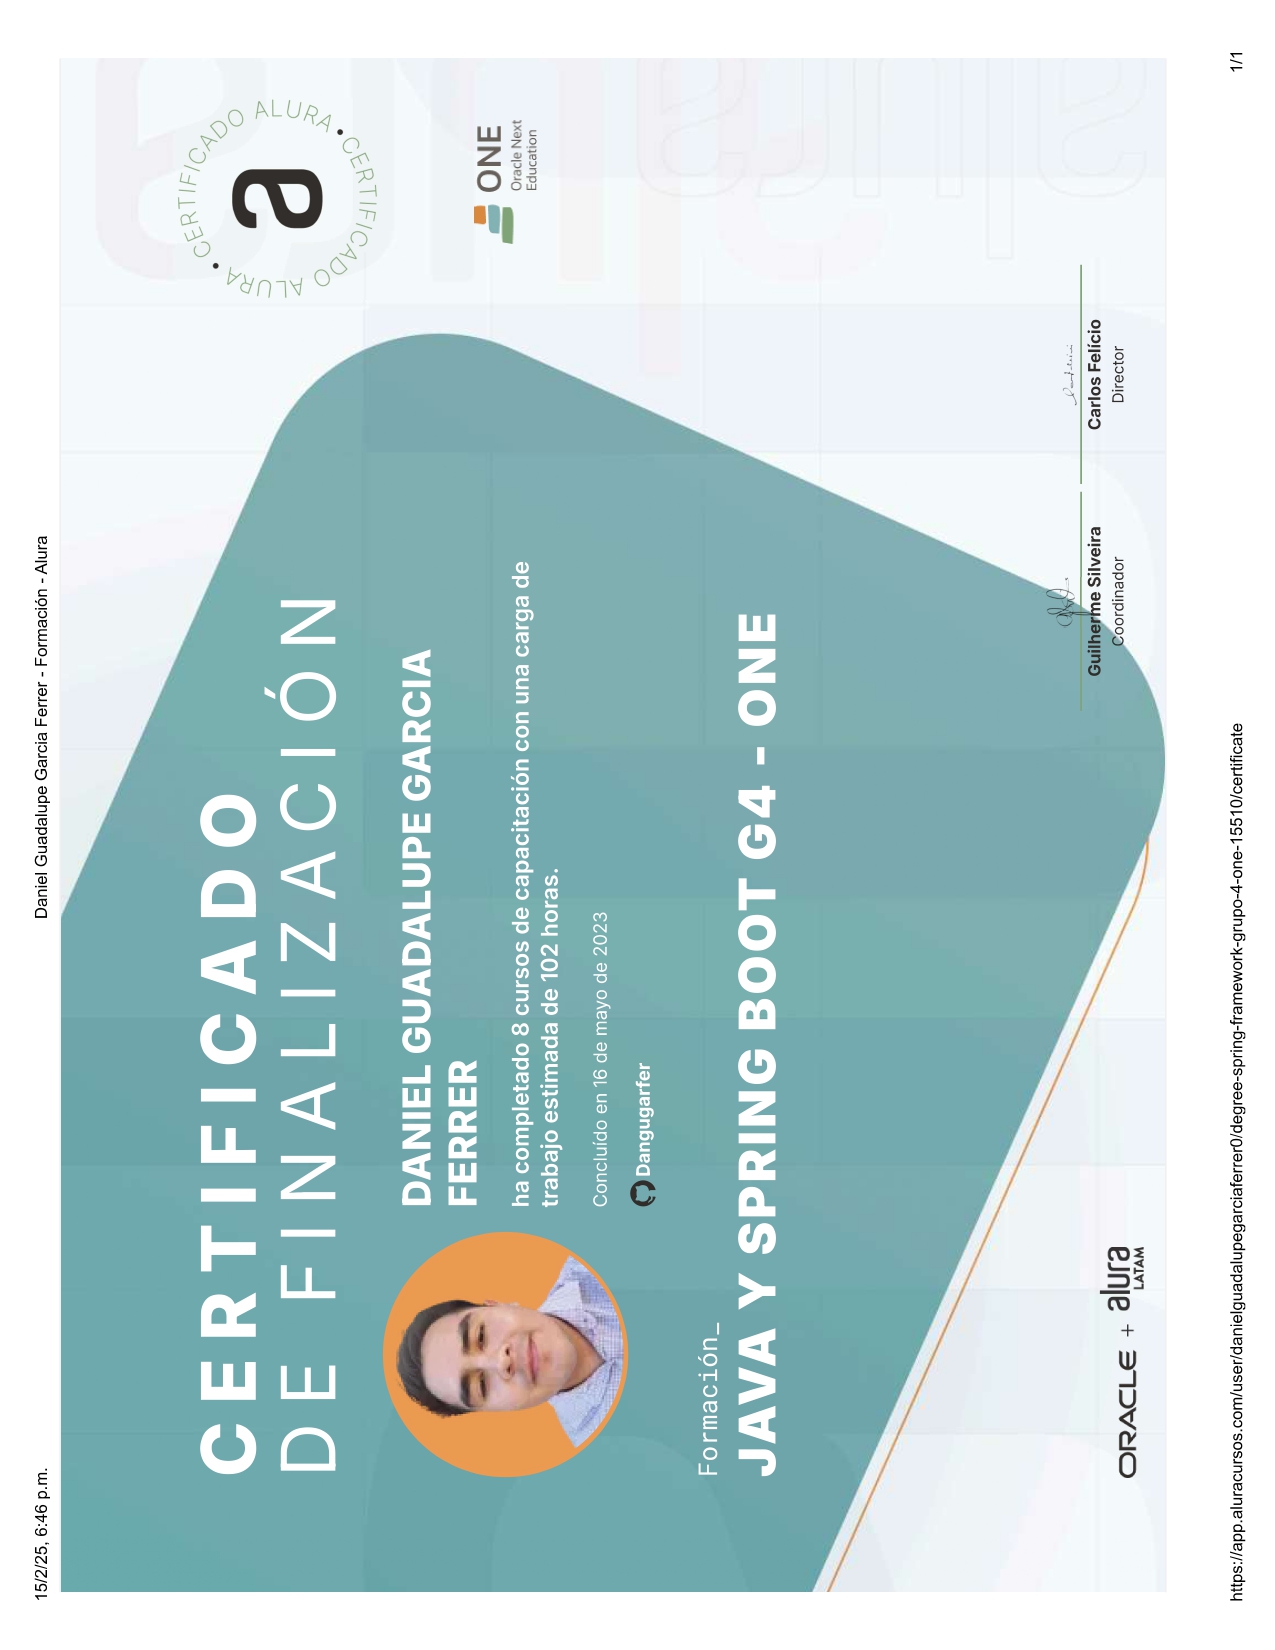 15/2/25, 6:46 p.m.
Daniel Guadalupe Garcia Ferrer - Formación - Alura
CERTIFICADO
DE FINALIZACIÓN
• CERTIFICADO ALURA • CERTIFICADO ALURA
a
DANIEL GUADALUPE GARCIA
FERRER
ha completado 8 cursos de capacitación con una carga de
trabajo estimada de 102 horas.
Concluído en 16 de mayo de 2023
Dangugarfer
ONE
Oracle Next
Education
Formación_
JAVA Y SPRING BOOT G4 - ONE
Guilherme Silveira
Coordinador
Carlos Felício
Director
ORACLE + alura
LATAM
https://app.aluracursos.com/user/danielguadalupegarciaferrer0/degree-spring-framework-grupo-4-one-15510/certificate
1/1